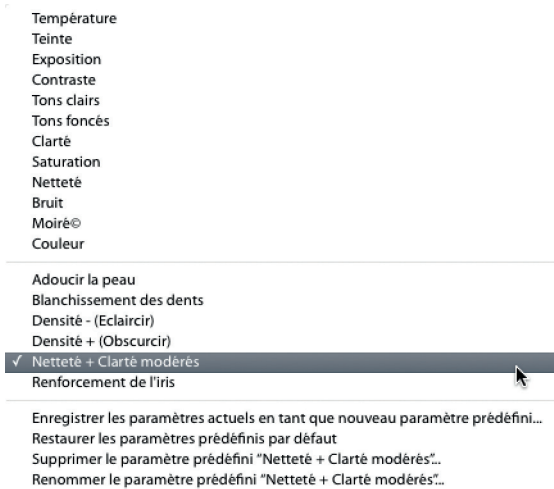 Température
Teinte
Exposition
Contraste
Tons clairs
Tons foncés
Clarté
Saturation
Netteté
Bruit
Moiré©
Couleur
Adoucir la peau
Blanchissement des dents
Densité - (Eclaircir)
Densité + (Obscurcir)
✓ Netteté + Clarté modérés
Renforcement de l'iris
Enregistrer les paramètres actuels en tant que nouveau paramètre prédéfini...
Restaurer les paramètres prédéfinis par défaut
Supprimer le paramètre prédéfini “Netteté + Clarté modérés”...
Renommer le paramètre prédéfini “Netteté + Clarté modérés”...